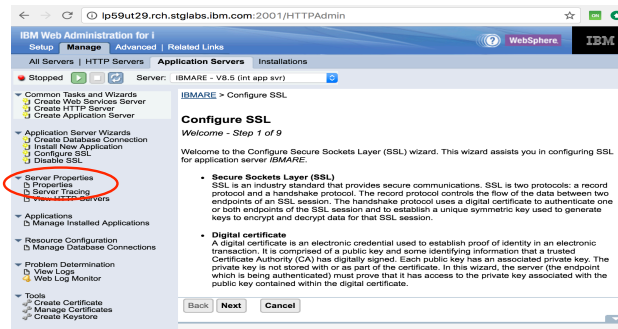 lp59ut29.rch.stglabs.ibm.com:2001/HTTPAdmin
IBM Web Administration for i
Setup Manage Advanced | Related Links
WebSphere. IBM
All Servers | HTTP Servers Application Servers Installations
Stopped Server: IBMARE - V8.5 (int app svr)
Common Tasks and Wizards
Create Web Services Server
Create HTTP Server
Create Application Server
Application Server Wizards
Create Database Connection
Install New Application
Configure SSL
Disable SSL
Server Properties
Properties
Server Tracing
View HTTP Servers
Applications
Manage Installed Applications
Resource Configuration
Manage Database Connections
Problem Determination
View Logs
Web Log Monitor
Tools
Create Certificate
Manage Certificates
Create Keystore
IBMARE > Configure SSL
Configure SSL
Welcome - Step 1 of 9
Welcome to the Configure Secure Sockets Layer (SSL) wizard. This wizard assists you in configuring SSL
for application server IBMARE.
• Secure Sockets Layer (SSL)
SSL is an industry standard that provides secure communications. SSL is two protocols: a record
protocol and a handshake protocol. The record protocol controls the flow of the data between two
endpoints of an SSL session. The handshake protocol uses a digital certificate to authenticate one
or both endpoints of the SSL session and to establish a unique symmetric key used to generate
keys to encrypt and decrypt data for that SSL session.
• Digital certificate
A digital certificate is an electronic credential used to establish proof of identity in an electronic
transaction. It is comprised of a public key and some identifying information that a trusted
Certificate Authority (CA) has digitally signed. Each public key has an associated private key. The
private key is not stored with or as part of the certificate. In this wizard, the server (the endpoint
which is being authenticated) must prove that it has access to the private key associated with the
public key contained within the digital certificate.
Back Next Cancel